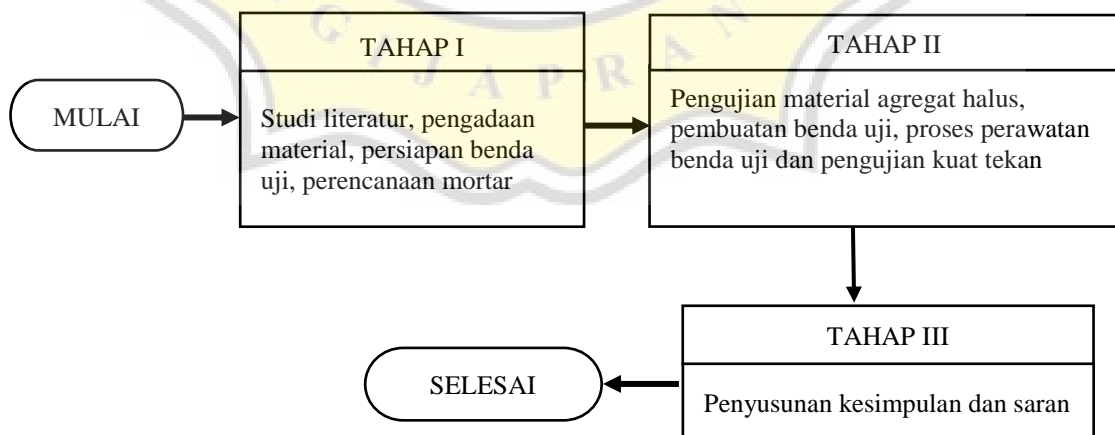 G I J A P R A N
MULAI
TAHAP I
Studi literatur, pengadaan
material, persiapan benda
uji, perencanaan mortar
TAHAP II
Pengujian material agregat halus,
pembuatan benda uji, proses perawatan
benda uji dan pengujian kuat tekan
TAHAP III
Penyusunan kesimpulan dan saran
SELESAI